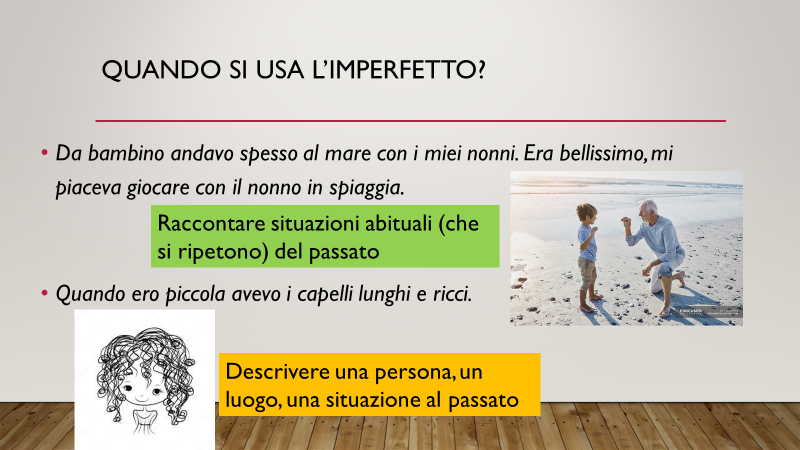 QUANDO SI USA L'IMPERFETTO?
• Da bambino andavo spesso al mare con i miei nonni. Era bellissimo, mi
piaceva giocare con il nonno in spiaggia.
Raccontare situazioni abituali (che
si ripetono) del passato
• Quando ero piccola avevo i capelli lunghi e ricci.
Descrivere una persona, un
luogo, una situazione al passato